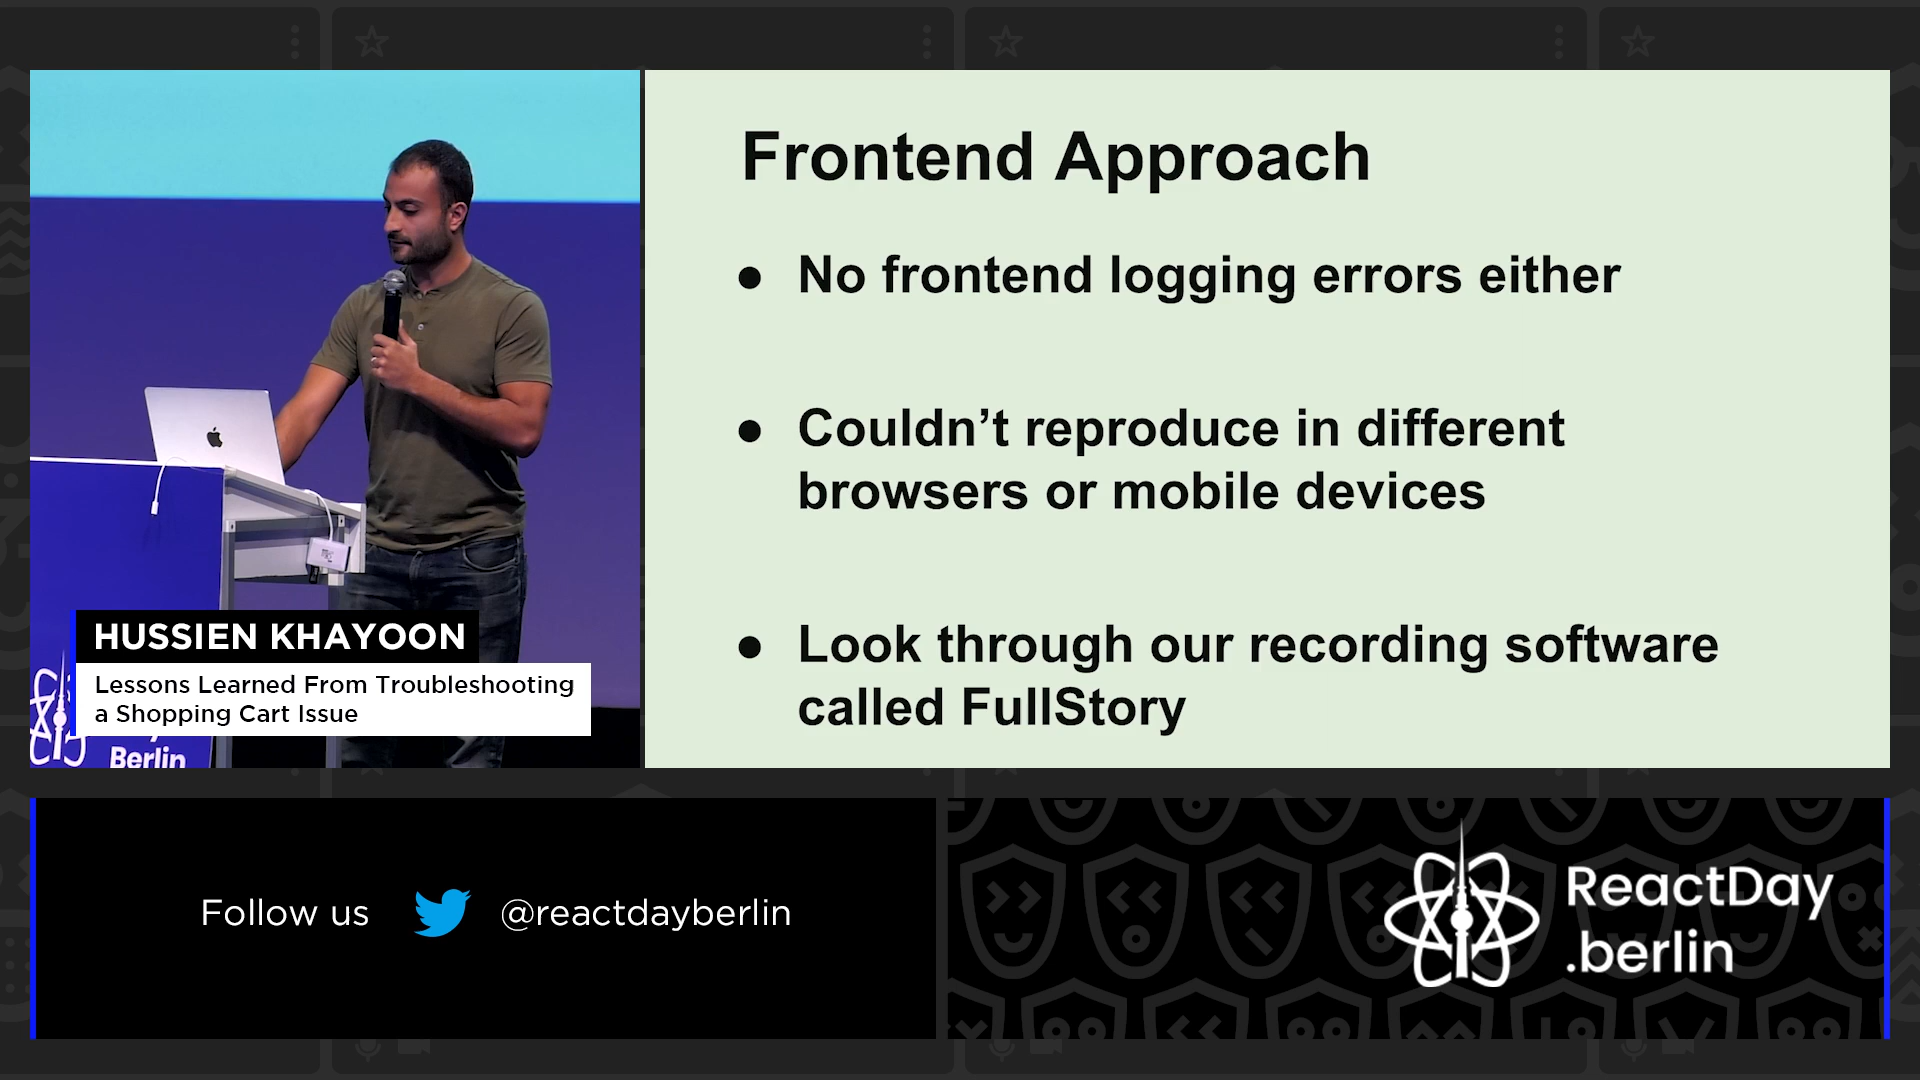 Frontend Approach
● No frontend logging errors either
● Couldn’t reproduce in different
browsers or mobile devices
● Look through our recording software
called FullStory
HUSSIEN KHAYOON
Lessons Learned From Troubleshooting
a Shopping Cart Issue
Berlin
Follow us
@reactdayberlin
ReactDay
.berlin